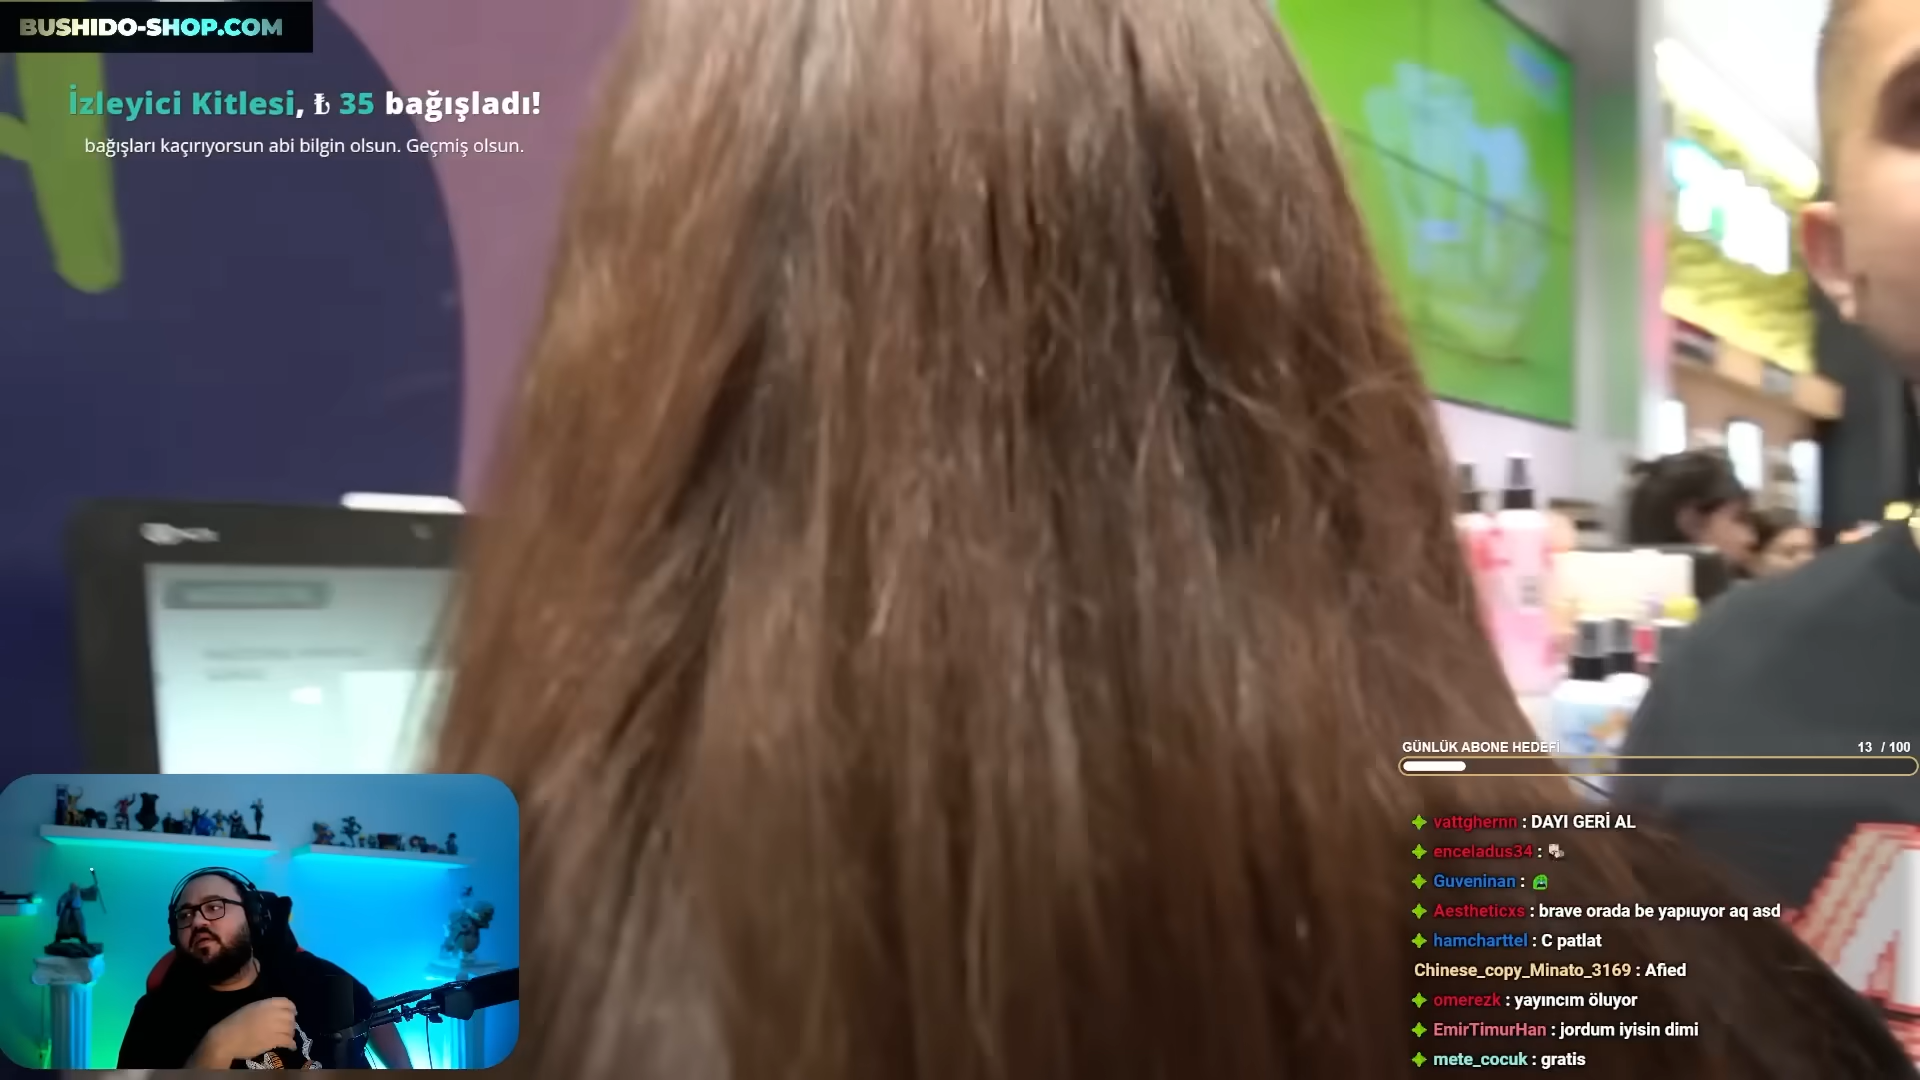 BUSHIDO-SHOP.COM
İzleyici Kitlesi, ₺ 35 bağışladı!
bağışları kaçırıyorsun abi bilgin olsun. Geçmiş olsun.
GÜNLÜK ABONE HEDEFİ 13 / 100
vattghernn : DAYI GERİ AL
enceladus34 :
Guveninan :
Aestheticxs : brave orada be yapıuyor aq asd
hamcharttel : C patlat
Chinese_copy_Minato_3169 : Afied
omerezk : yayıncım öluyor
EmirTimurHan : jordum iyisin dimi
mete_cocuk : gratis